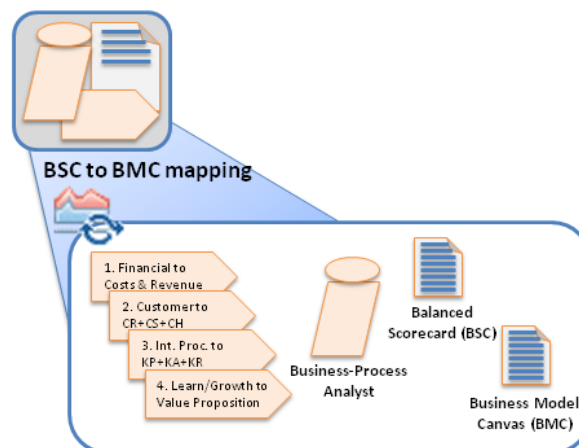 BSC to BMC mapping
1. Financial to
Costs & Revenue
2. Customer to
CR+CS+CH
3. Int. Proc. to
KP+KA+KR
4. Learn/Growth to
Value Proposition
Business-Process
Analyst
Balanced
Scorecard (BSC)
Business Model
Canvas (BMC)